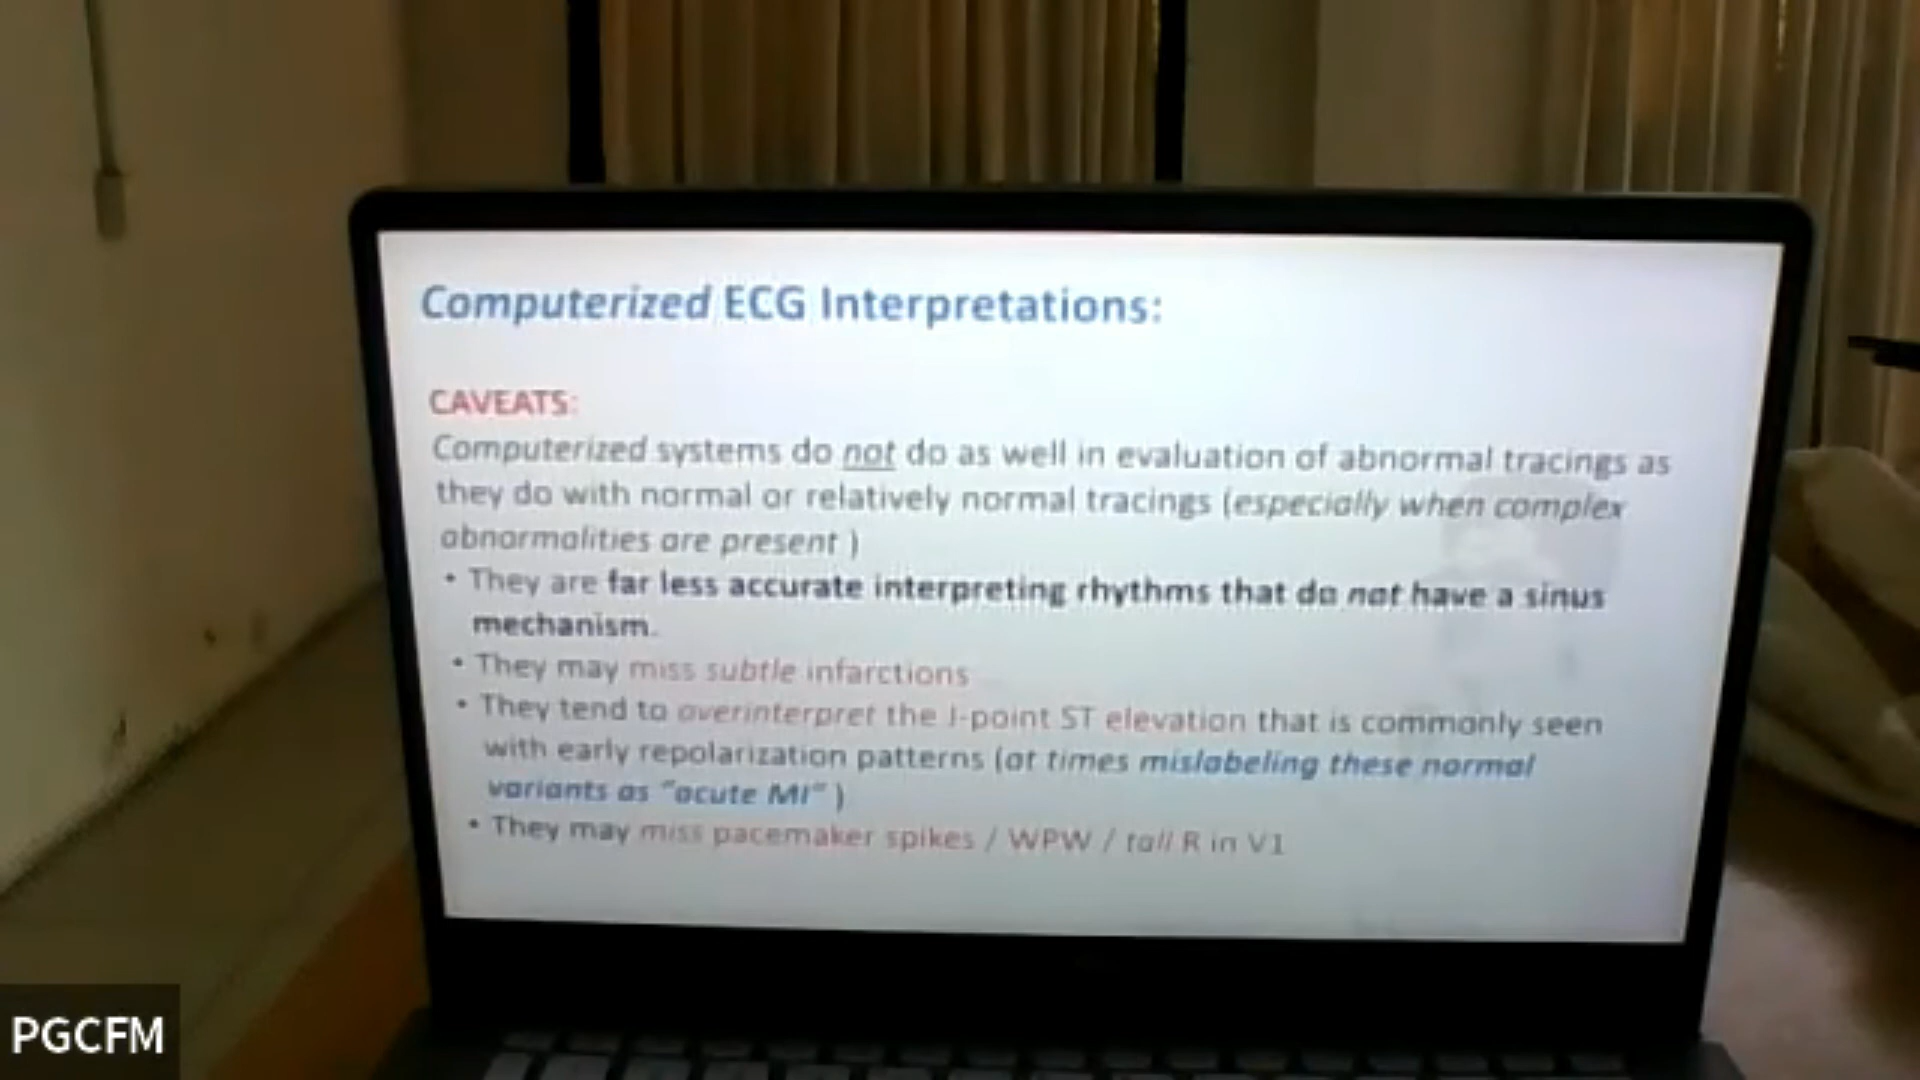 Computerized ECG Interpretations:
CAVEATS:
Computerized systems do not do as well in evaluation of abnormal tracings as
they do with normal or relatively normal tracings (especially when complex
abnormalities are present )
• They are far less accurate interpreting rhythms that do not have a sinus
mechanism.
• They may miss subtle infarctions
• They tend to overinterpret the J-point ST elevation that is commonly seen
with early repolarization patterns (at times mislabeling these normal
variants as "acute MI" )
• They may miss pacemaker spikes / WPW / tall R in V1
PGCFM